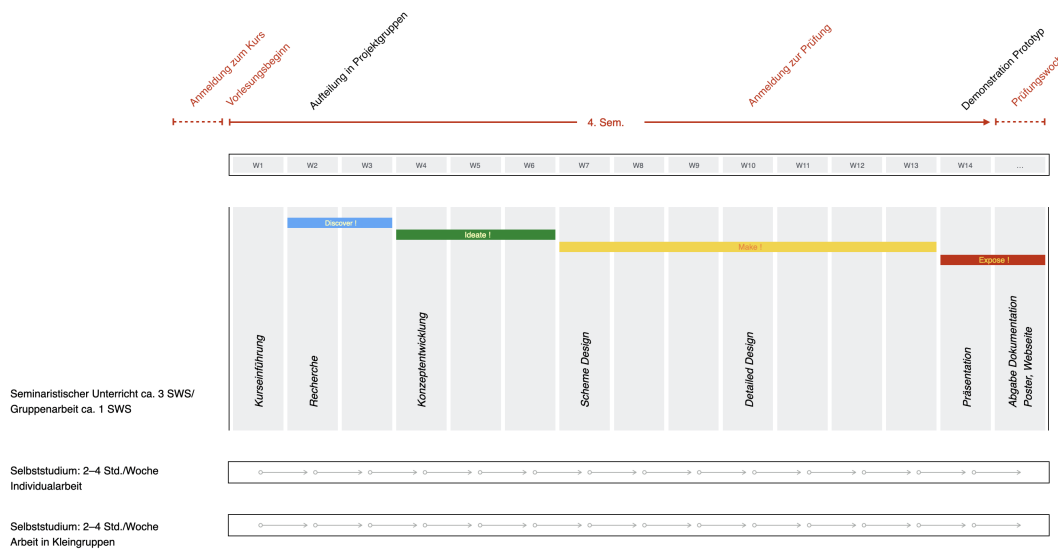 Anmeldung zum Kurs
Vorlesungsbeginn
Aufteilung in Projektgruppen
Anmeldung zur Prüfung
Demonstration Prototyp
Prüfungswoch
4. Sem.
W1 W2 W3 W4 W5 W6 W7 W8 W9 W10 W11 W12 W13 W14 ...
Discover !
Ideate !
Make !
Expose !
Kurseinführung
Recherche
Konzeptentwicklung
Scheme Design
Detailed Design
Präsentation
Abgabe Dokumentation
Poster, Webseite
Seminaristischer Unterricht ca. 3 SWS/
Gruppenarbeit ca. 1 SWS
Selbststudium: 2–4 Std./Woche
Individualarbeit
Selbststudium: 2–4 Std./Woche
Arbeit in Kleingruppen